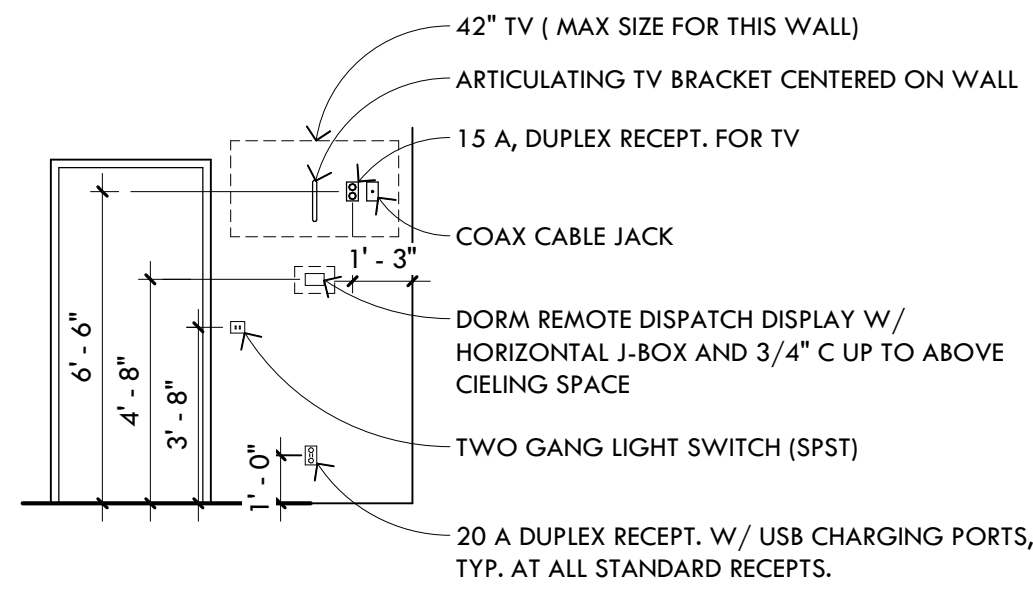 42" TV ( MAX SIZE FOR THIS WALL)
ARTICULATING TV BRACKET CENTERED ON WALL
15 A, DUPLEX RECEPT. FOR TV
COAX CABLE JACK
1' - 3"
DORM REMOTE DISPATCH DISPLAY W/
HORIZONTAL J-BOX AND 3/4" C UP TO ABOVE
CIELING SPACE
6' - 6"
4' - 8"
3' - 8"
1' - 0"
TWO GANG LIGHT SWITCH (SPST)
20 A DUPLEX RECEPT. W/ USB CHARGING PORTS,
TYP. AT ALL STANDARD RECEPTS.